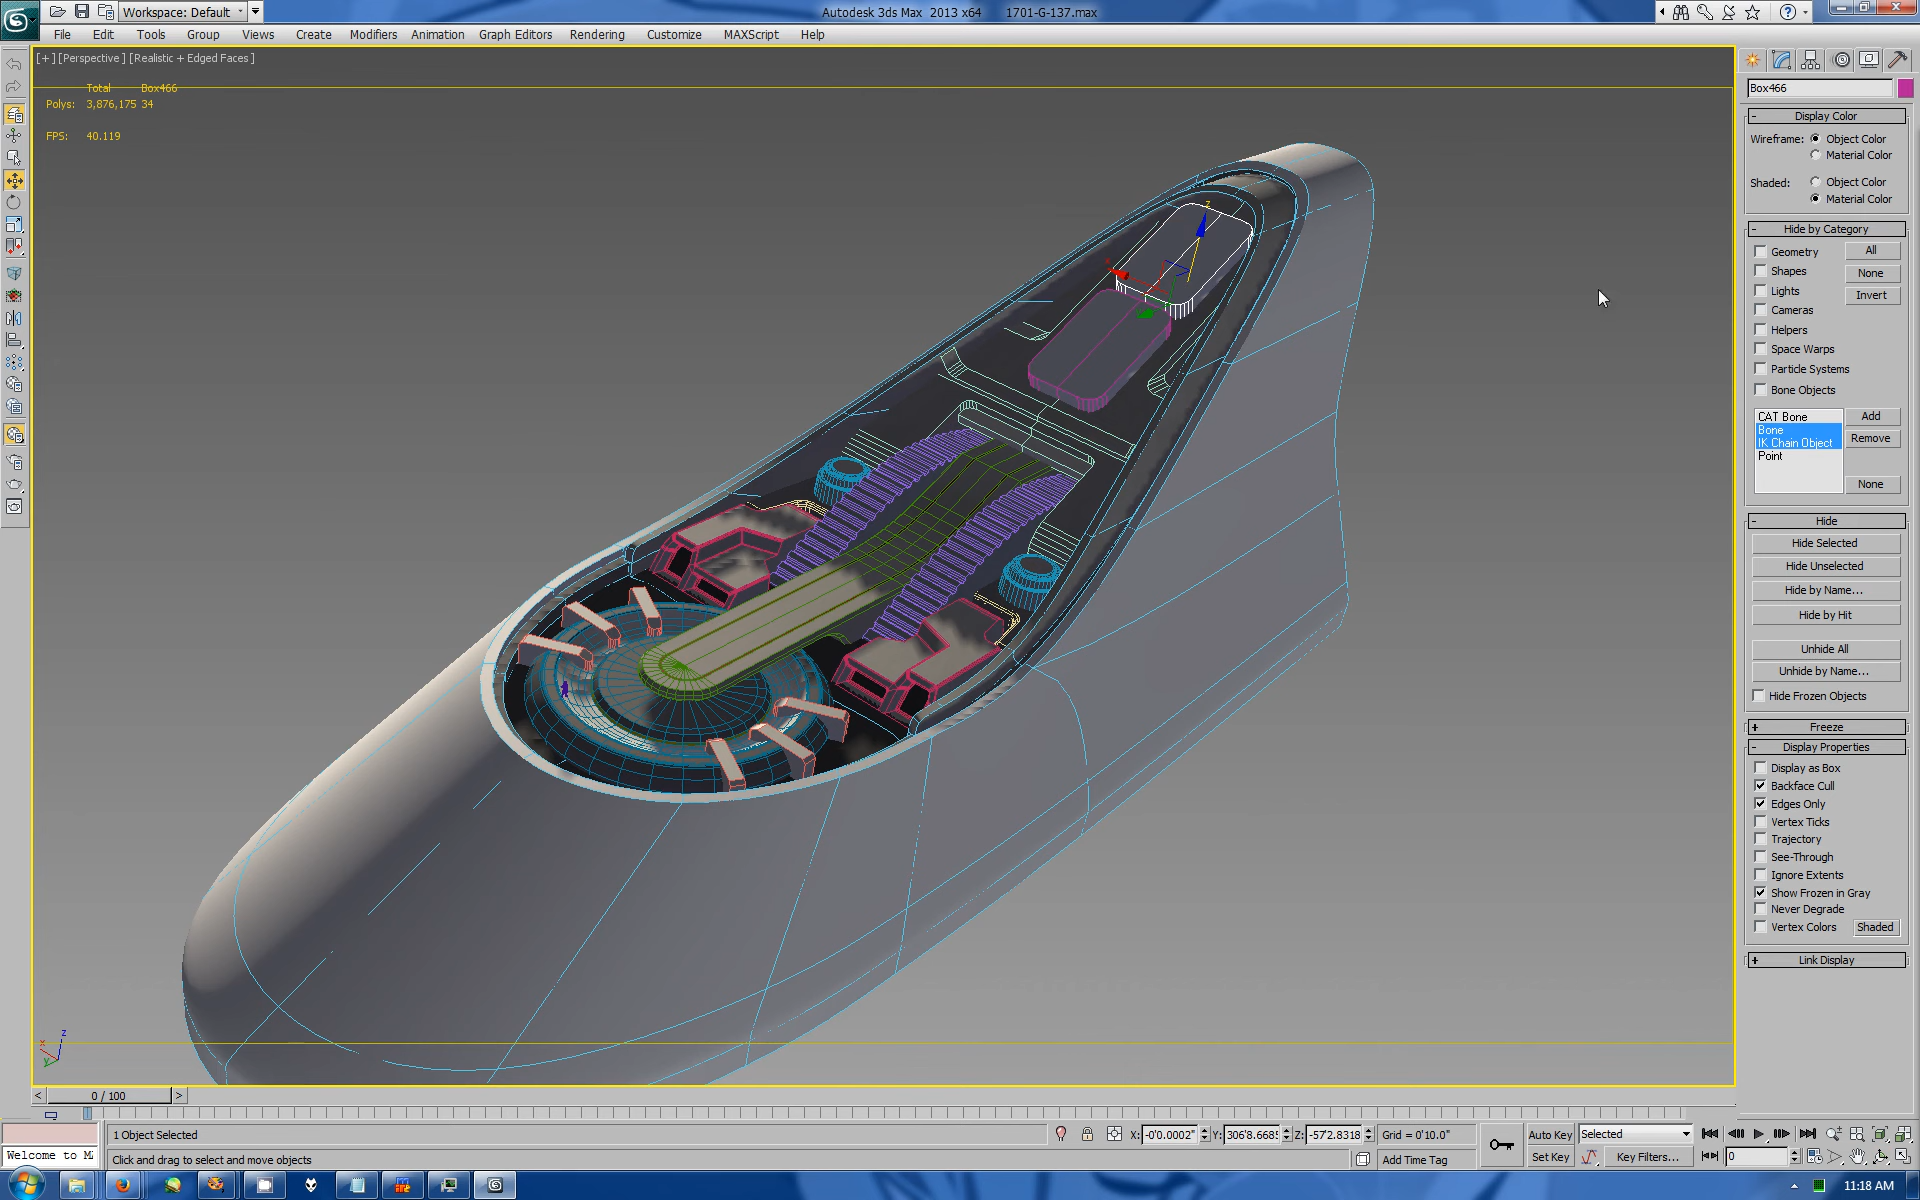 Workspace: Default
Autodesk 3ds Max 2013 x64 1701-G-137.max
File Edit Tools Group Views Create Modifiers Animation Graph Editors Rendering Customize MAXScript Help
[+] [Perspective] [Realistic + Edged Faces]
Total Box466
Polys: 3,876,175 34
FPS: 40.119
z
x
z
x
y
Box466
- Display Color
Wireframe: Object Color
Material Color
Shaded: Object Color
Material Color
- Hide by Category
Geometry All
Shapes None
Lights Invert
Cameras
Helpers
Space Warps
Particle Systems
Bone Objects
CAT Bone Add
Bone
IK Chain Object Remove
Point
None
- Hide
Hide Selected
Hide Unselected
Hide by Name...
Hide by Hit
Unhide All
Unhide by Name...
Hide Frozen Objects
+ Freeze
- Display Properties
Display as Box
Backface Cull
Edges Only
Vertex Ticks
Trajectory
See-Through
Ignore Extents
Show Frozen in Gray
Never Degrade
Vertex Colors Shaded
+ Link Display
< 0 / 100 >
1 Object Selected X: -0'0.0002" Y: 306'8.668 Z: -57'2.8318 Grid = 0'10.0" Auto Key Selected
Welcome to M Click and drag to select and move objects Add Time Tag Set Key Key Filters... 0
11:18 AM